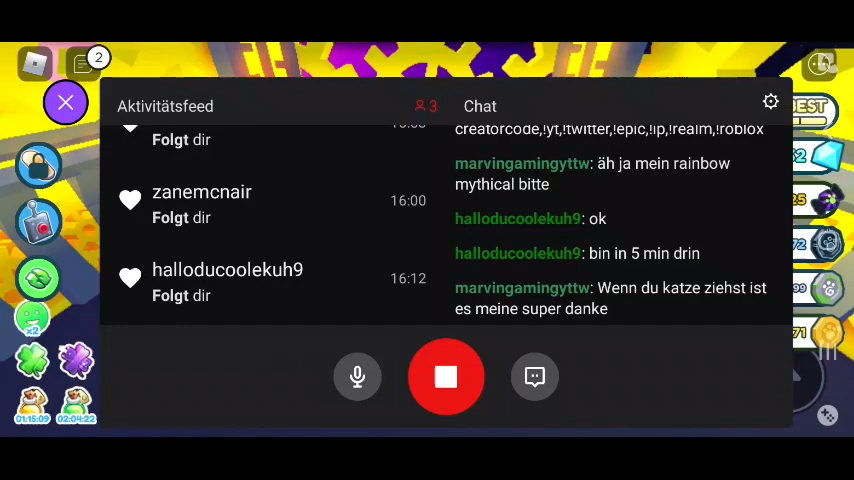 2
Aktivitätsfeed
3
Chat
Folgt dir
creatorcode,!yt,!twitter,!epic,!ip,!realm,!roblox
zanemcnair
16:00
Folgt dir
marvingamingyttw: äh ja mein rainbow
mythical bitte
halloducoolekuh9: ok
halloducoolekuh9
16:12
Folgt dir
halloducoolekuh9: bin in 5 min drin
marvingamingyttw: Wenn du katze ziehst ist
es meine super danke
x2
01:15:09
02:04:22